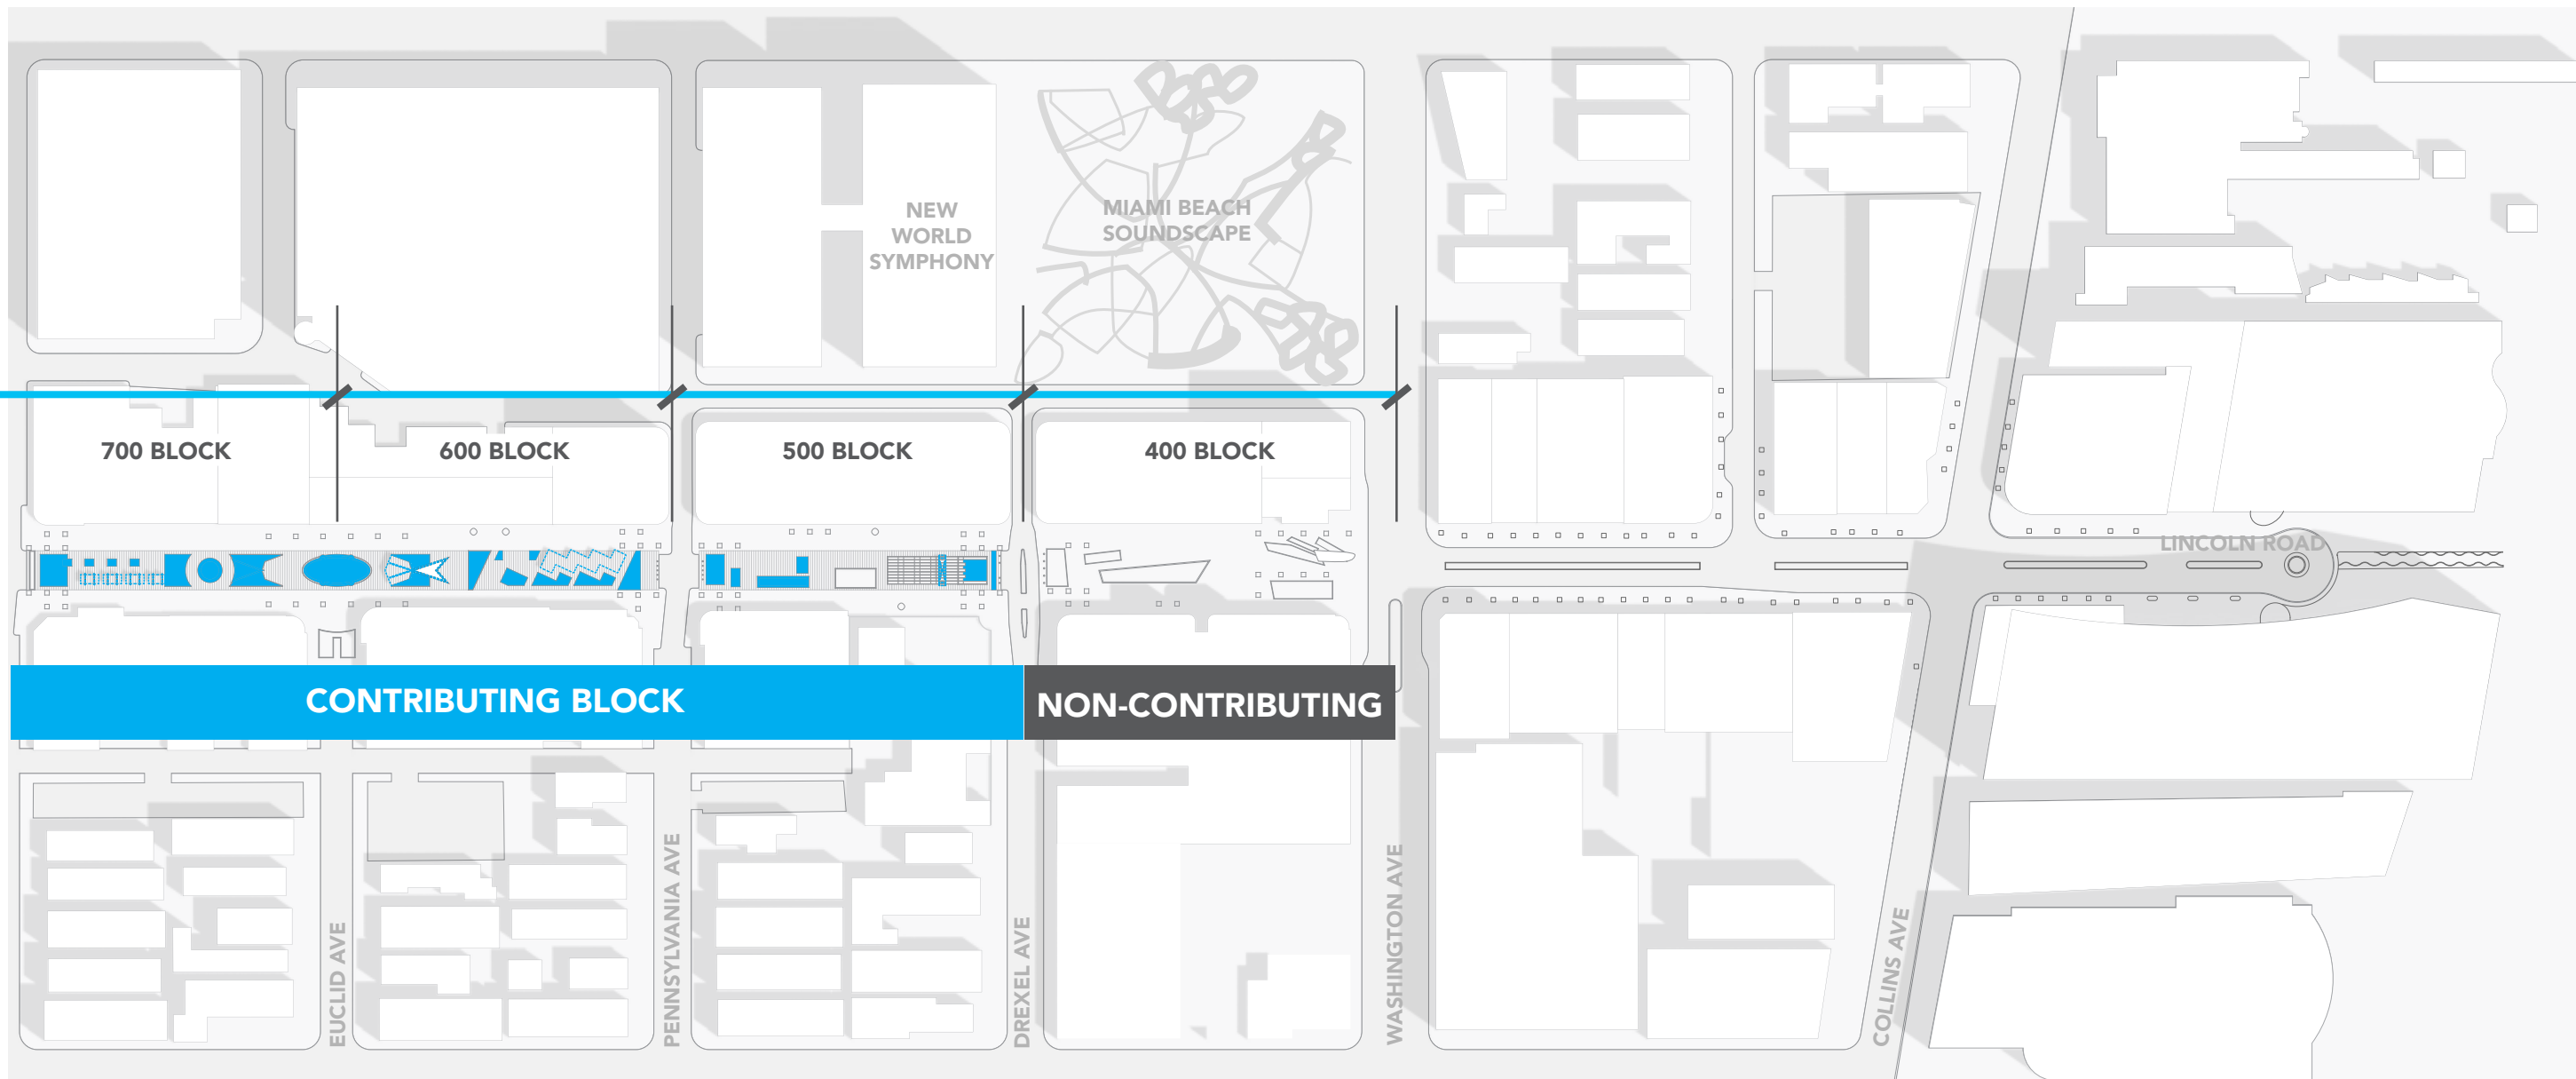 NEW
WORLD
SYMPHONY
MIAMI BEACH
SOUNDSCAPE
700 BLOCK
600 BLOCK
500 BLOCK
400 BLOCK
LINCOLN ROAD
CONTRIBUTING BLOCK
NON-CONTRIBUTING
EUCLID AVE
PENNSYLVANIA AVE
DREXEL AVE
WASHINGTON AVE
COLLINS AVE